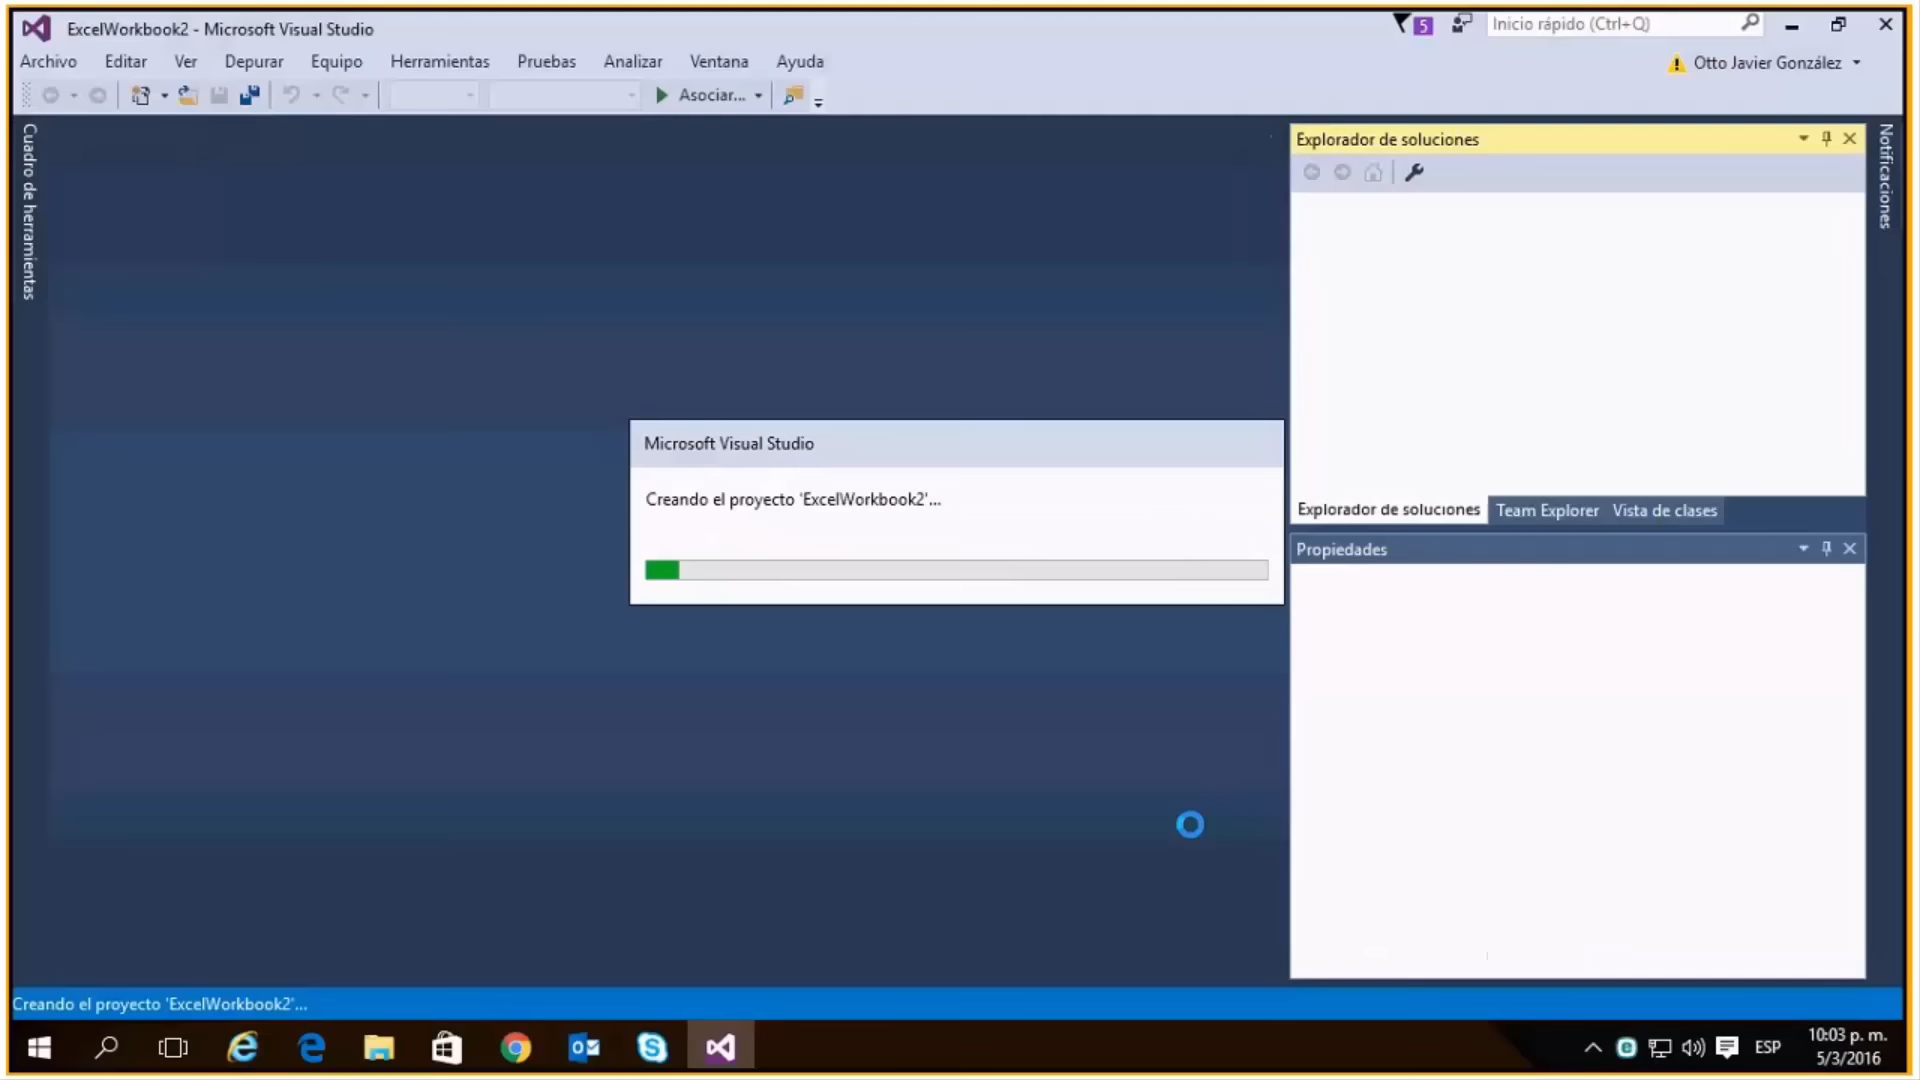 ExcelWorkbook2 - Microsoft Visual Studio
5
Inicio rápido (Ctrl+Q)
Archivo Editar Ver Depurar Equipo Herramientas Pruebas Analizar Ventana Ayuda
Otto Javier González
Asociar...
Cuadro de herramientas
Explorador de soluciones
Notificaciones
Microsoft Visual Studio
Creando el proyecto 'ExcelWorkbook2'...
Explorador de soluciones Team Explorer Vista de clases
Propiedades
Creando el proyecto 'ExcelWorkbook2'...
ESP
10:03 p. m.
5/3/2016